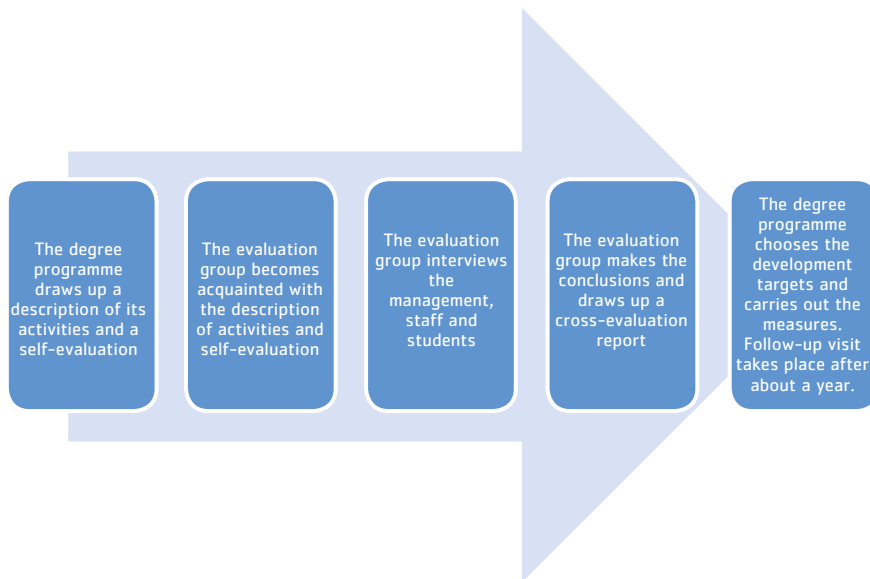 The degree
programme
draws up a
description of its
activities and a
self-evaluation
The evaluation
group becomes
acquainted with
the description
of activities and
self-evaluation
The evaluation
group interviews
the
management,
staff and
students
The evaluation
group makes the
conclusions and
draws up a
cross-evaluation
report
The degree
programme
chooses the
development
targets and
carries out the
measures.
Follow-up visit
takes place after
about a year.